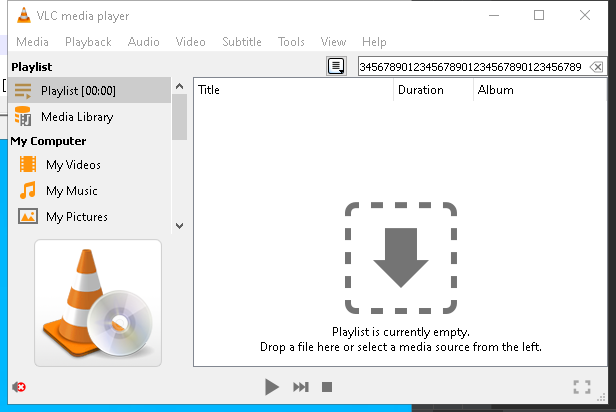 VLC media player
Media Playback Audio Video Subtitle Tools View Help
Playlist
3456789012345678901234567890123456789
Playlist [00:00]
Title Duration Album
Media Library
My Computer
My Videos
My Music
My Pictures
Playlist is currently empty.
Drop a file here or select a media source from the left.